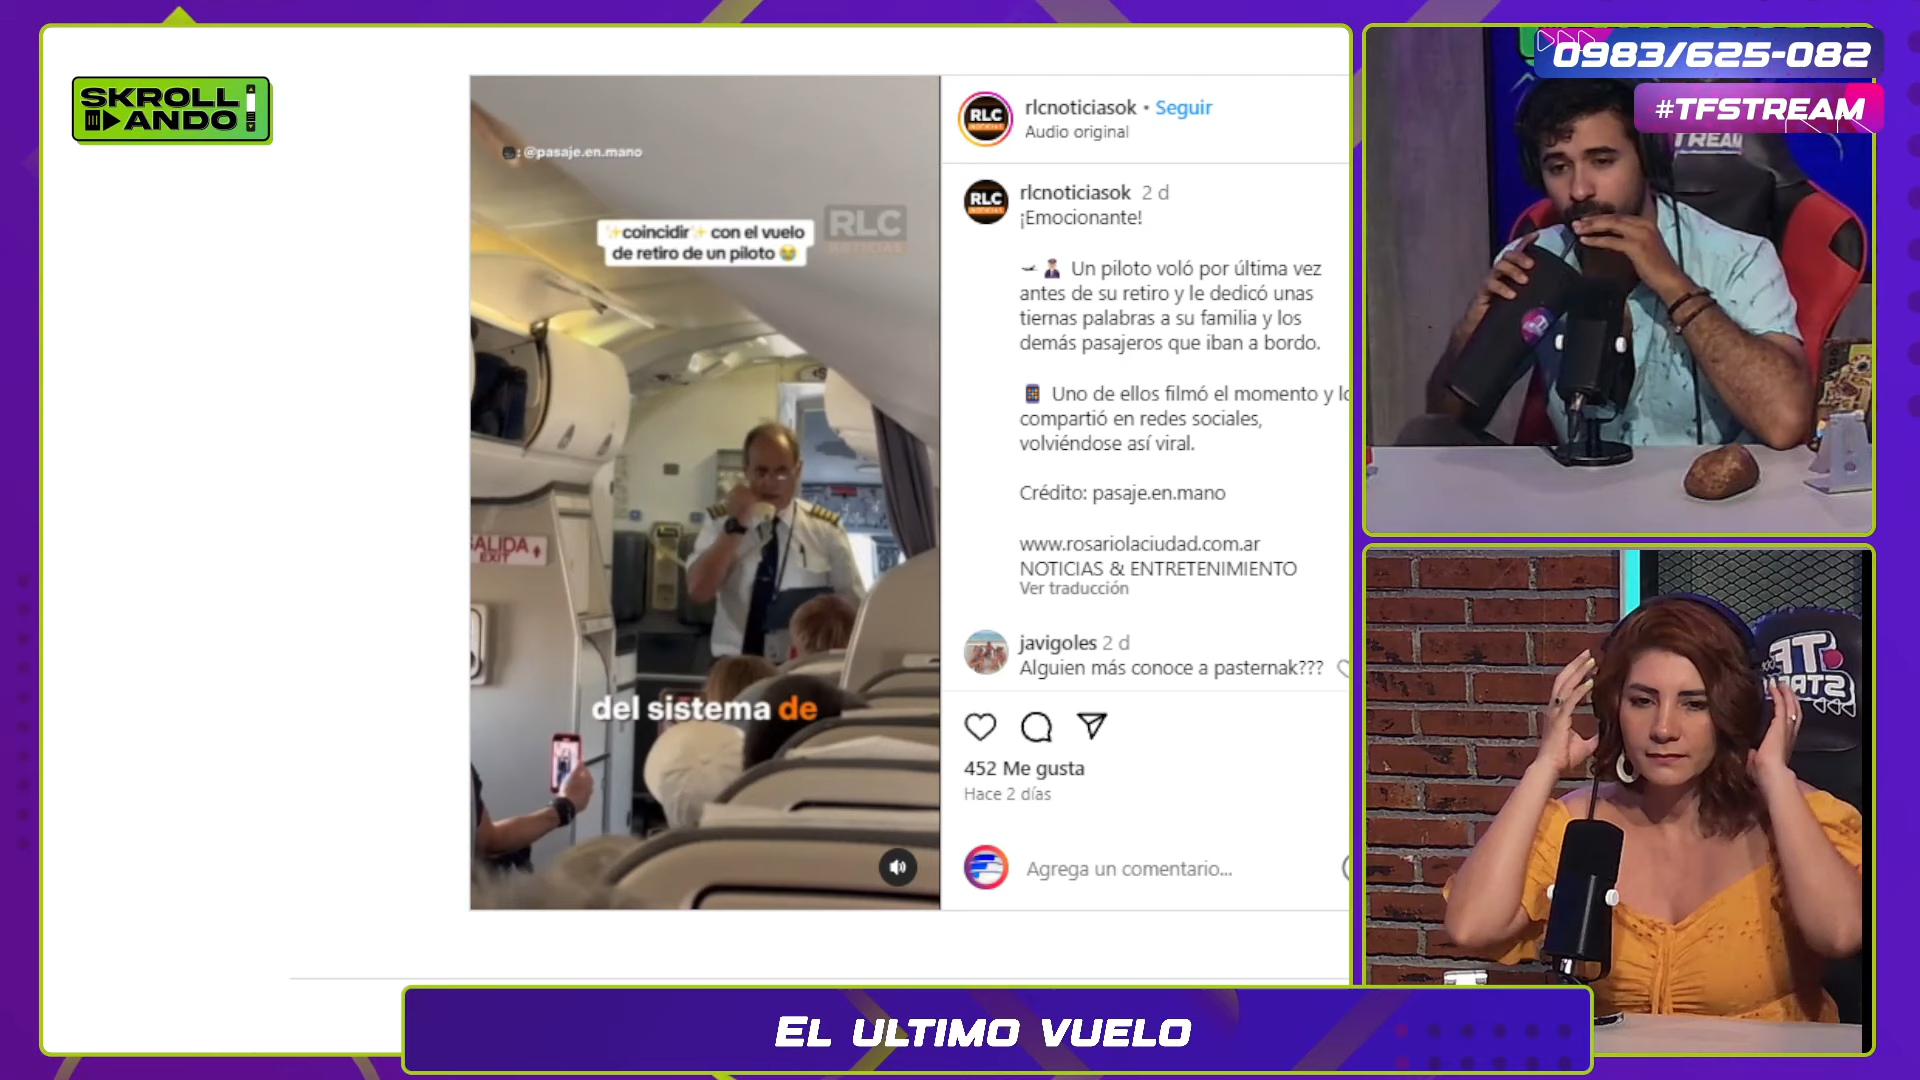 SKROLL
ANDO
: @pasaje.en.mano
coincidir con el vuelo
de retiro de un piloto
RLC
NOTICIAS
SALIDA
EXIT
del sistema de
RLC
rlcnoticiasok • Seguir
Audio original
RLC
rlcnoticiasok 2 d
¡Emocionante!
Un piloto voló por última vez
antes de su retiro y le dedicó unas
tiernas palabras a su familia y los
demás pasajeros que iban a bordo.
Uno de ellos filmó el momento y lo
compartió en redes sociales,
volviéndose así viral.
Crédito: pasaje.en.mano
www.rosariolaciudad.com.ar
NOTICIAS & ENTRETENIMIENTO
Ver traducción
javigoles 2 d
Alguien más conoce a pasternak???
452 Me gusta
Hace 2 días
Agrega un comentario...
0983/625-082
#TFSTREAM
EL ULTIMO VUELO